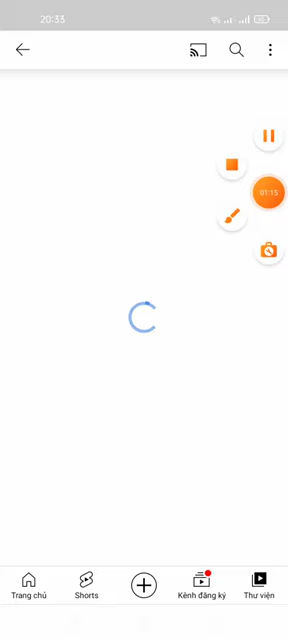 20:33
01:15
Trang chủ
Shorts
Kênh đăng ký
Thư viện